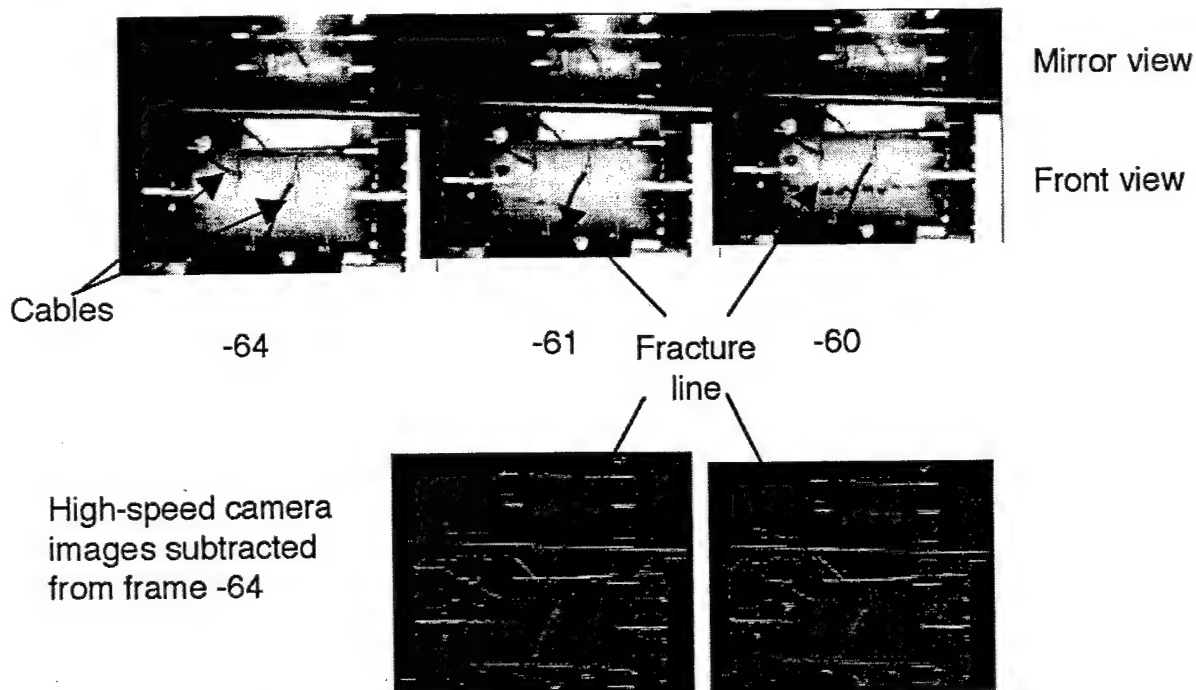 Mirror view
Front view
Cables
-64
-61
Fracture
line
-60
High-speed camera
images subtracted
from frame -64